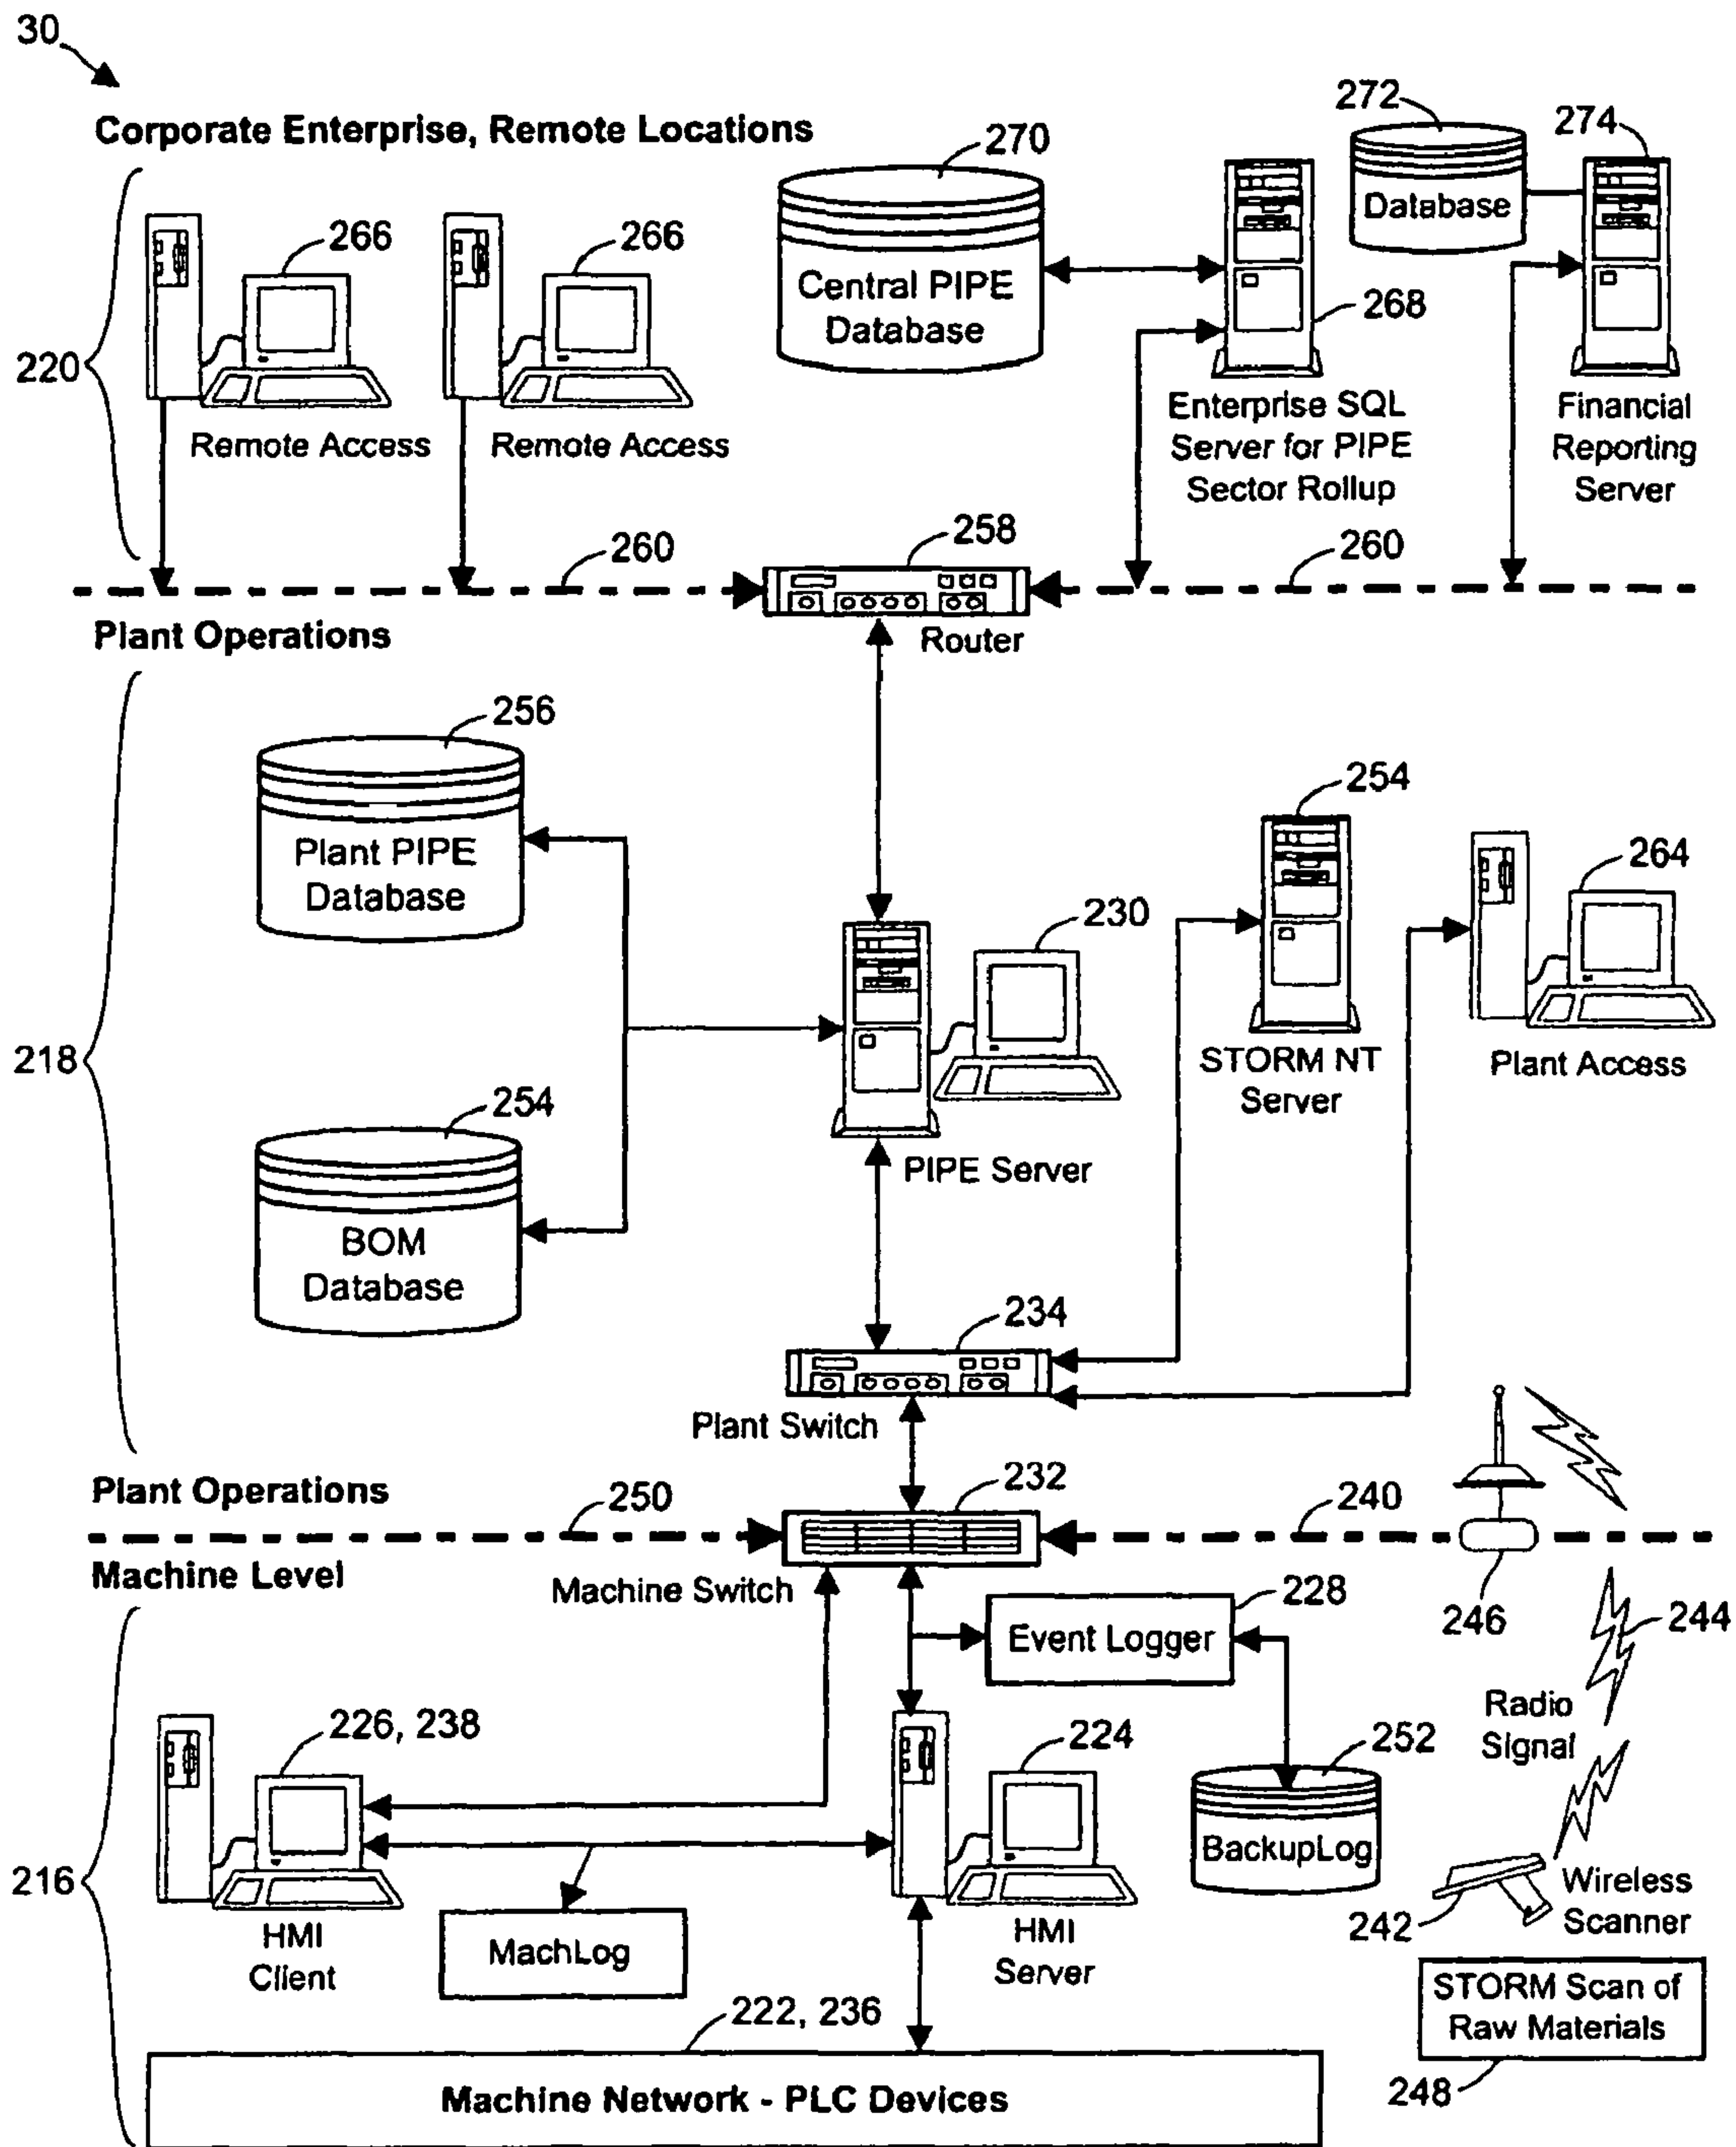 30
Corporate Enterprise, Remote Locations
270
272
274
Database
266
266
Central PIPE
Database
268
220
Remote Access
Remote Access
Enterprise SQL
Server for PIPE
Sector Rollup
Financial
Reporting
Server
260
258
260
Plant Operations
Router
256
Plant PIPE
Database
254
264
230
218
STORM NT
Server
Plant Access
254
PIPE Server
BOM
Database
234
Plant Switch
Plant Operations
250
232
240
Machine Level
Machine Switch
228
Event Logger
246
244
Radio
Signal
226, 238
224
252
BackupLog
216
242
Wireless
Scanner
HMI
Client
MachLog
HMI
Server
STORM Scan of
Raw Materials
222, 236
248
Machine Network - PLC Devices